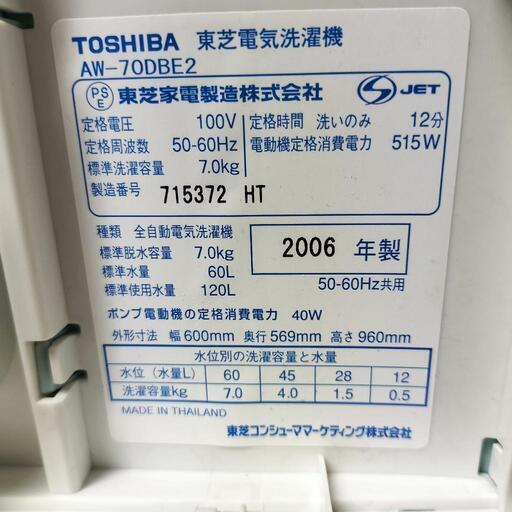 TOSHIBA 東芝電気洗濯機
AW-70DBE2
PSE 東芝家電製造株式会社 S JET
定格電圧 100V 定格時間 洗いのみ 12分
定格周波数 50-60Hz 電動機定格消費電力 515W
標準洗濯容量 7.0kg
製造番号 715372 HT
種類 全自動電気洗濯機
標準脱水容量 7.0kg 2006 年製
標準水量 60L
標準使用水量 120L 50-60Hz共用
ポンプ電動機の定格消費電力 40W
外形寸法 幅600mm 奥行569mm 高さ960mm
水位別の洗濯容量と水量
水位(水量L) 60 45 28 12
洗濯容量kg 7.0 4.0 1.5 0.5
MADE IN THAILAND
東芝コンシューママーケティング株式会社